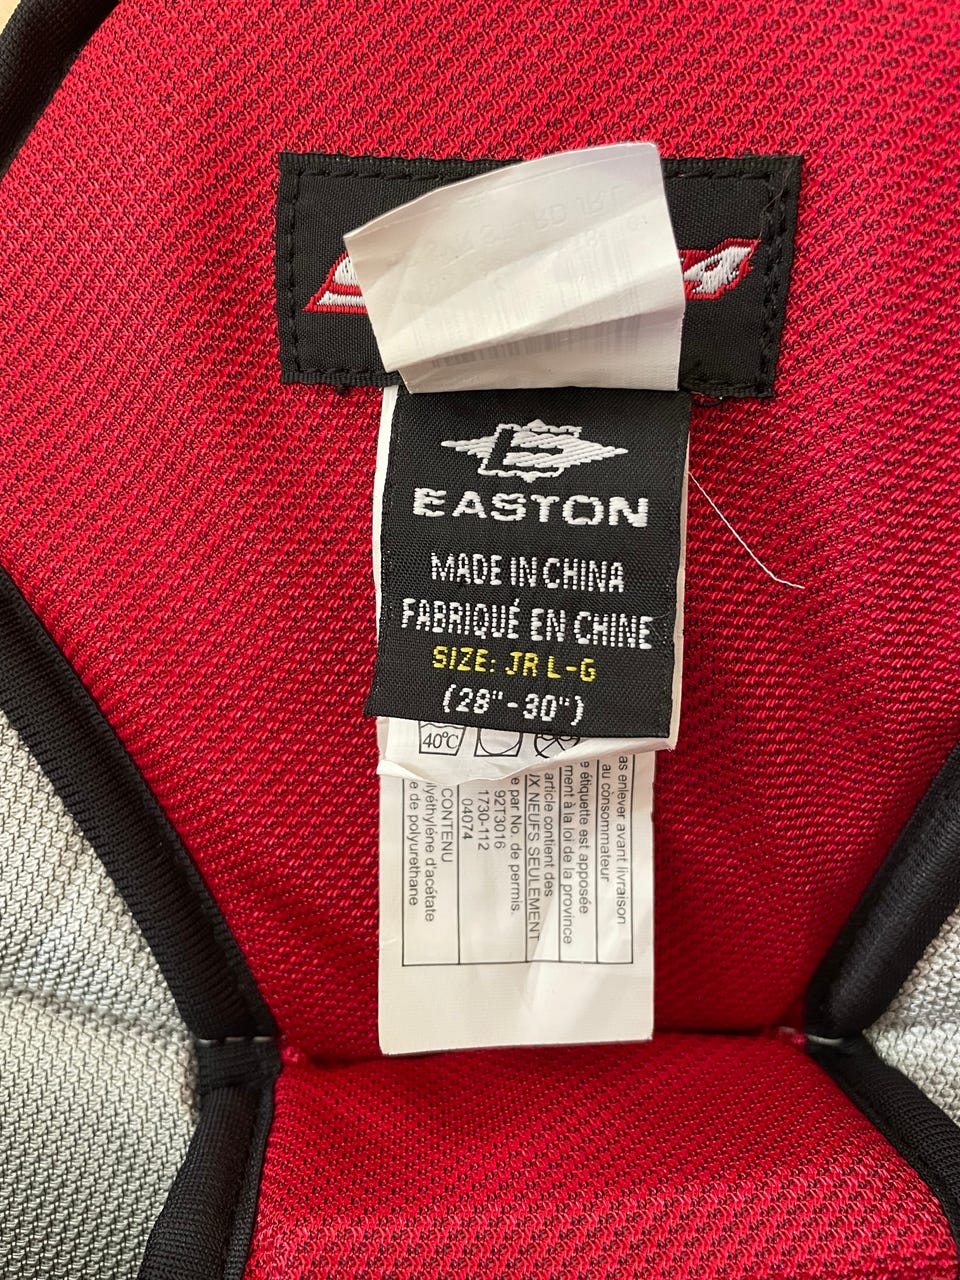 EASTON
MADE IN CHINA
FABRIQUÉ EN CHINE
SIZE: JR L-G
(28"-30")
40°C
as enlever avant livraison
au consommateur
e étiquette est apposée
ment à la loi de la province
article contient des
UX NEUFS SEULEMENT
e par No. de permis.
92T3016
1730-112
04074
CONTENU
lyéthylène d'acétate
e de polyurethane